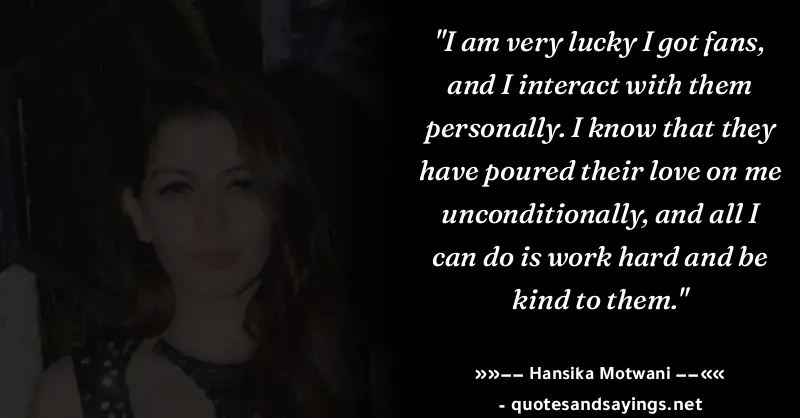 "I am very lucky I got fans,
and I interact with them
personally. I know that they
have poured their love on me
unconditionally, and all I
can do is work hard and be
kind to them."
»»−− Hansika Motwani −−««
- quotesandsayings.net